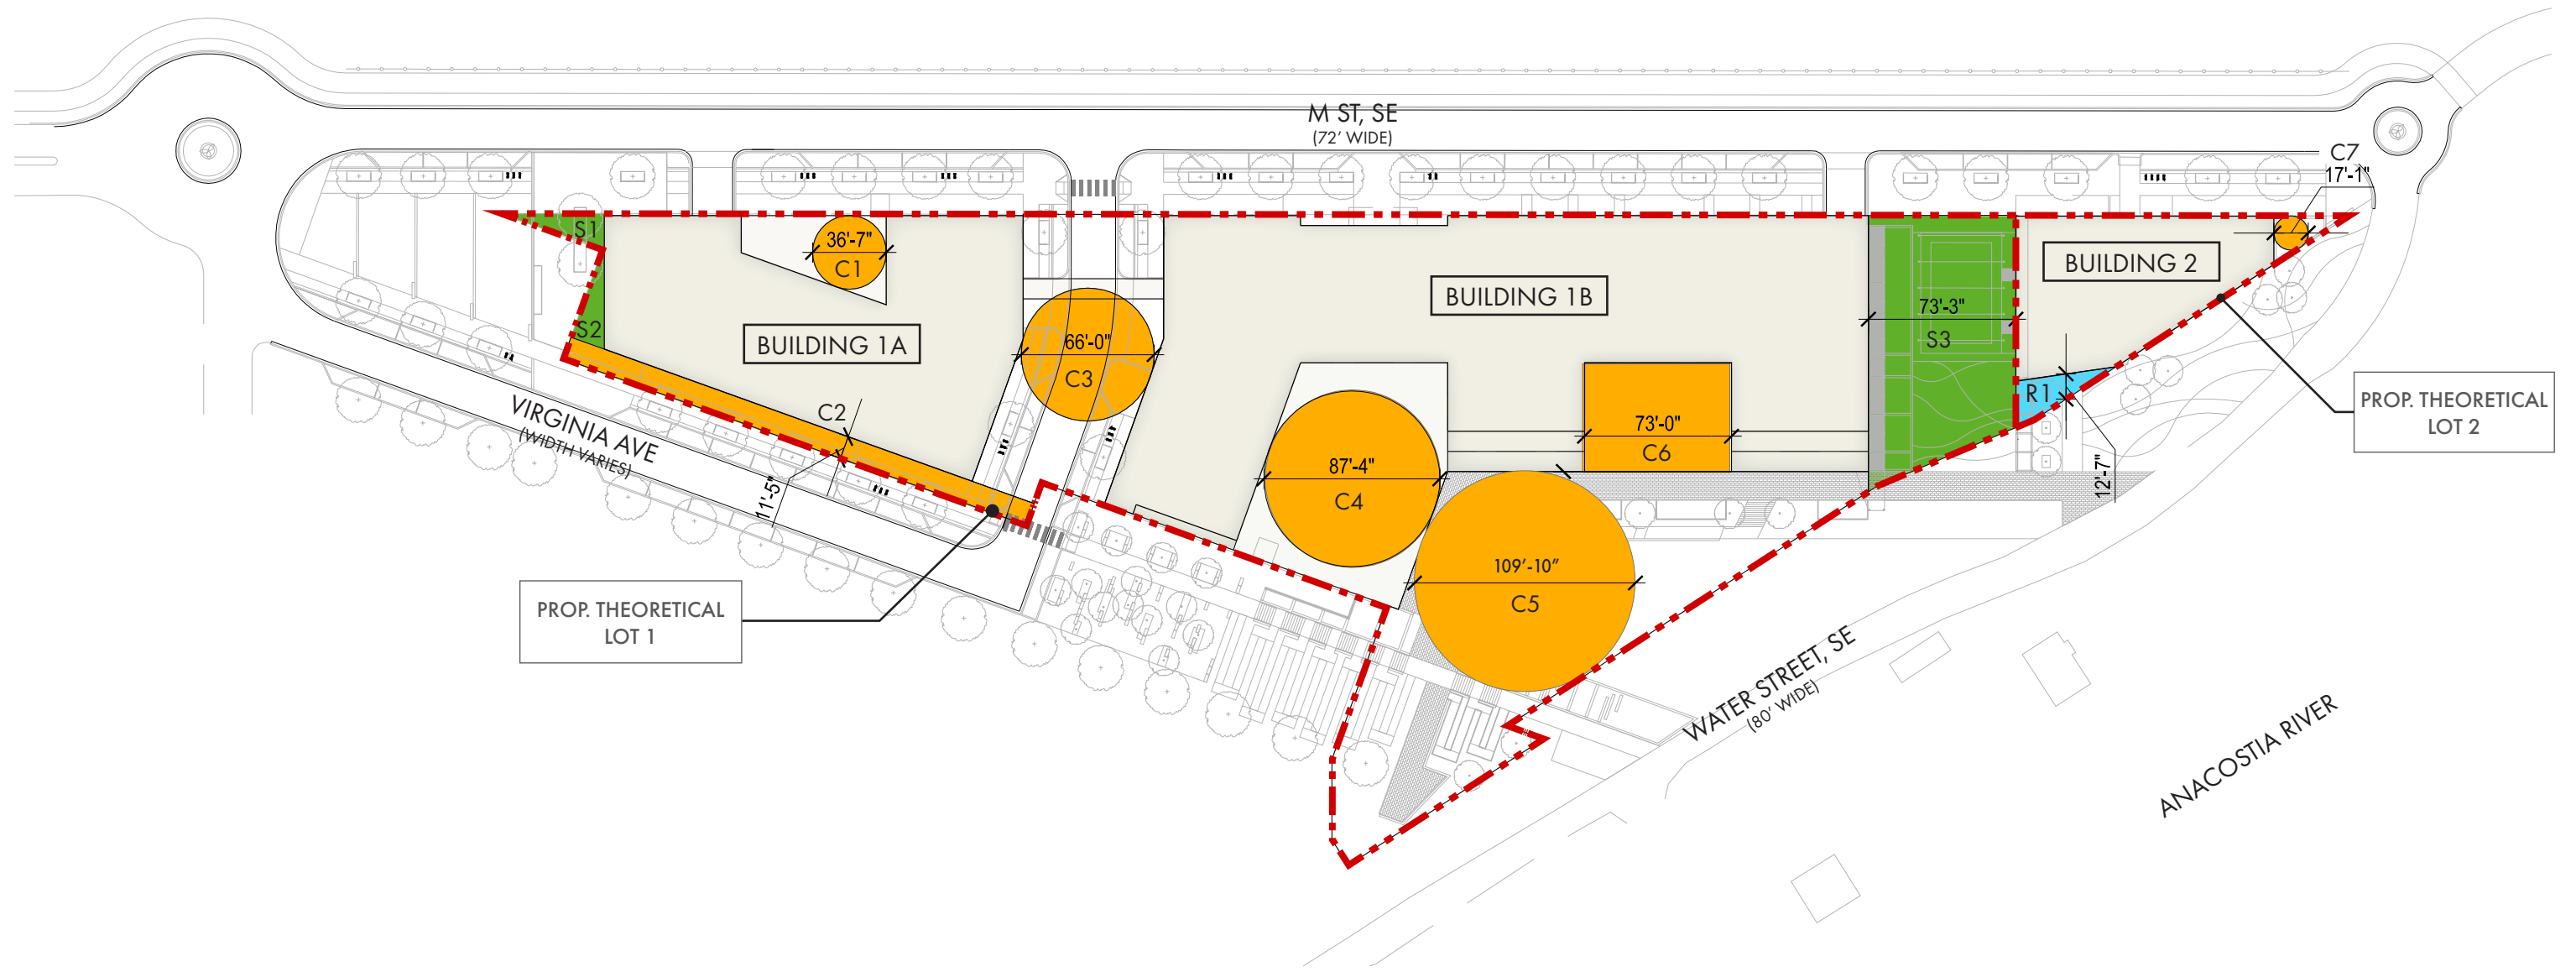 M ST, SE
(72' WIDE)
C7
17'-1"
S1
36'-7"
C1
BUILDING 2
BUILDING 1B
73'-3"
S3
S2
BUILDING 1A
66'-0"
C3
R1
PROP. THEORETICAL
LOT 2
VIRGINIA AVE
(WIDTH VARIES)
C2
11'-5"
73'-0"
C6
87'-4"
C4
12'-7"
109'-10"
C5
PROP. THEORETICAL
LOT 1
WATER STREET, SE
(80' WIDE)
ANACOSTIA RIVER